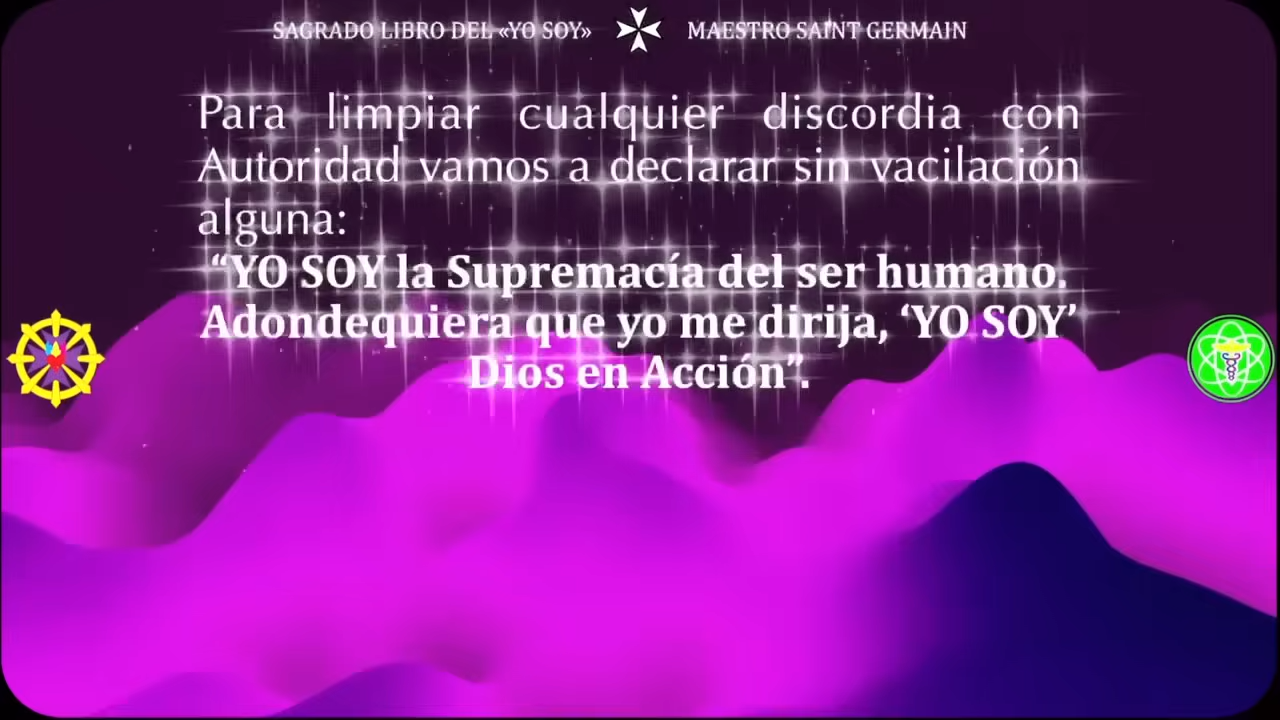 SAGRADO LIBRO DEL «YO SOY» MAESTRO SAINT GERMAIN
Para limpiar cualquier discordia con
Autoridad vamos a declarar sin vacilación
alguna:
“YO SOY la Supremacía del ser humano.
Adondequiera que yo me dirija, ‘YO SOY’
Dios en Acción”.